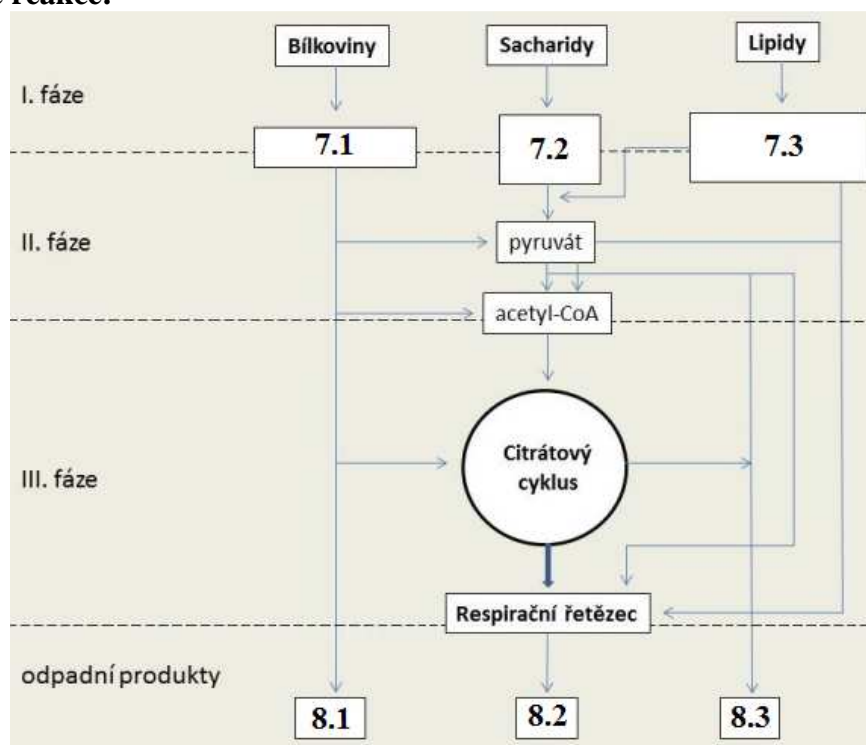 reakce.
Bílkoviny
Sacharidy
Lipidy
I. fáze
7.1
7.2
7.3
II. fáze
pyruvát
acetyl-CoA
III. fáze
Citrátový
cyklus
Respirační řetězec
odpadní produkty
8.1
8.2
8.3